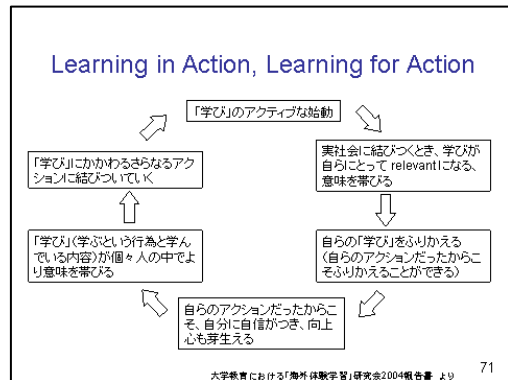 Learning in Action, Learning for Action
「学び」のアクティブな始動
実社会に結びつくとき、学びが
自らにとって relevantになる、
意味を帯びる
自らの「学び」をふりかえる
(自らのアクションだったからこ
そふりかえることができる)
自らのアクションだったからこ
そ、自分に自信がつき、向上
心も芽生える
「学び」(学ぶという行為と学ん
でいる内容)が個々人の中でよ
り意味を帯びる
「学び」にかかわるさらなるアク
ションに結びついていく
大学教育における「海外体験学習」研究会2004報告書 より
71